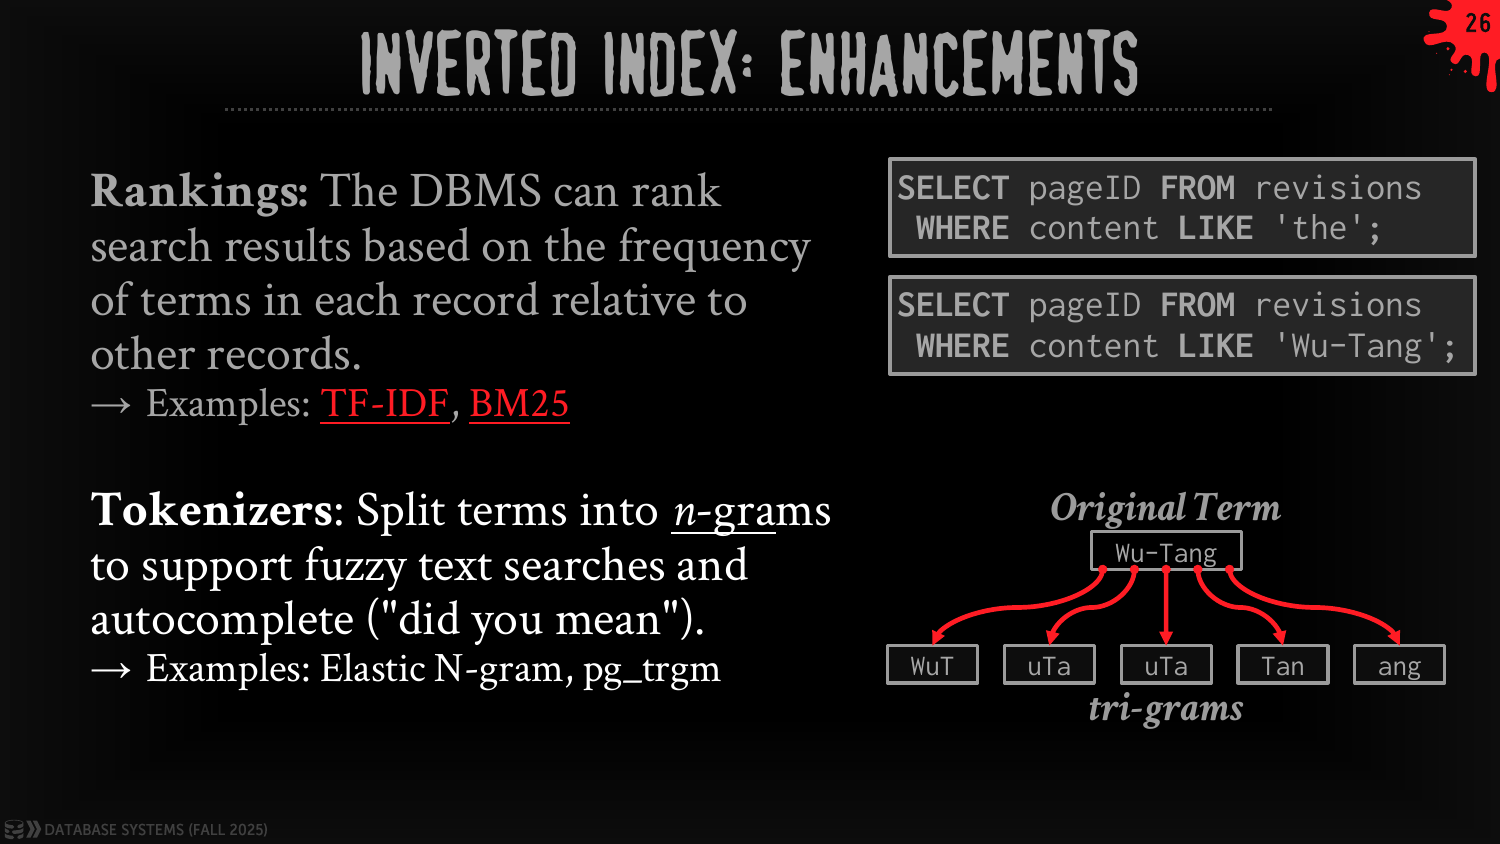 26
INVERTED INDEX: ENHANCEMENTS
Rankings: The DBMS can rank
search results based on the frequency
of terms in each record relative to
other records.
→ Examples: TF-IDF, BM25
SELECT pageID FROM revisions
WHERE content LIKE 'the';
SELECT pageID FROM revisions
WHERE content LIKE 'Wu-Tang';
Tokenizers: Split terms into n-grams
to support fuzzy text searches and
autocomplete ("did you mean").
→ Examples: Elastic N-gram, pg_trgm
Original Term
Wu-Tang
WuT uTa uTa Tan ang
tri-grams
DATABASE SYSTEMS (FALL 2025)